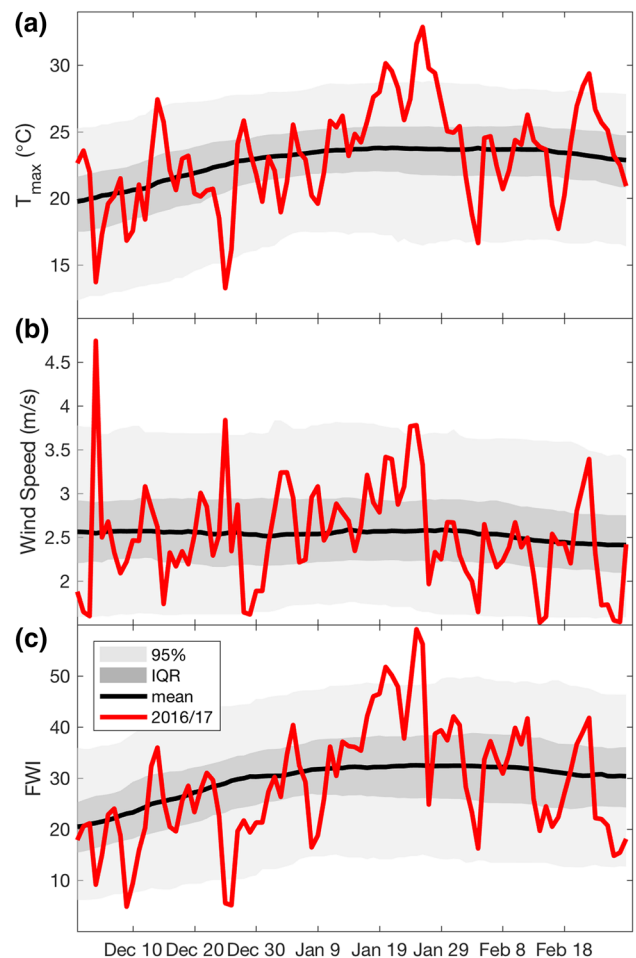 (a)
30
25
20
15
Tmax (°C)
(b)
4.5
4
3.5
3
2.5
2
Wind Speed (m/s)
(c)
95%
IQR
mean
2016/17
50
40
30
20
10
FWI
Dec 10 Dec 20 Dec 30 Jan 9 Jan 19 Jan 29 Feb 8 Feb 18